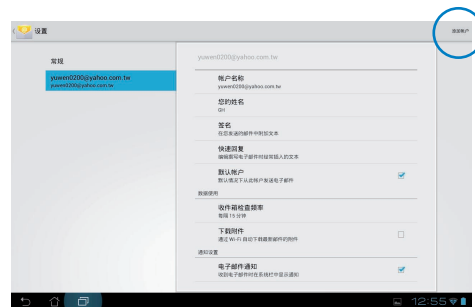 设置
添加帐户
常规
yuwen0200@yahoo.com.tw
yuwen0200@yahoo.com.tw
yuwen0200@yahoo.com.tw
帐户名称
yuwen0200@yahoo.com.tw
您的姓名
Girl
签名
在您发送的邮件中附加文本
快速回复
编辑撰写电子邮件时经常插入的文本
默认帐户
默认情况下从此帐户发送电子邮件
数据使用
收件箱检查频率
每隔 15 分钟
下载附件
通过 Wi-Fi 自动下载最新邮件的附件
通知设置
电子邮件通知
收到电子邮件时在系统栏中显示通知
12:55